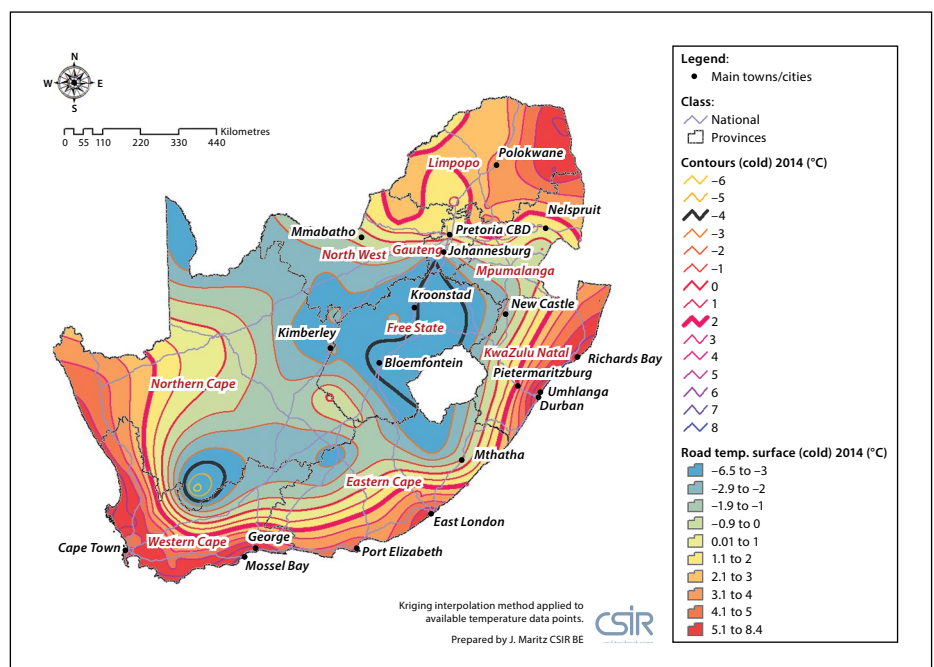 N
W E
S
Kilometres
0 55 110 220 330 440
Polokwane
Limpopo
Nelspruit
Mmabatho
Pretoria CBD
North West
Gauteng
Johannesburg
Mpumalanga
Kroonstad
New Castle
Free State
Kimberley
KwaZulu Natal
Richards Bay
Bloemfontein
Pietermaritzburg
Northern Cape
Umhlanga
Durban
Mthatha
Eastern Cape
East London
George
Western Cape
Cape Town
Port Elizabeth
Mossel Bay
Kriging interpolation method applied to
available temperature data points.
Prepared by J. Maritz CSIR BE
CSIR
Legend:
Main towns/cities
Class:
National
Provinces
Contours (cold) 2014 (°C)
–6
–5
–4
–3
–2
–1
0
1
2
3
4
5
6
7
8
Road temp. surface (cold) 2014 (°C)
–6.5 to –3
–2.9 to –2
–1.9 to –1
–0.9 to 0
0.01 to 1
1.1 to 2
2.1 to 3
3.1 to 4
4.1 to 5
5.1 to 8.4